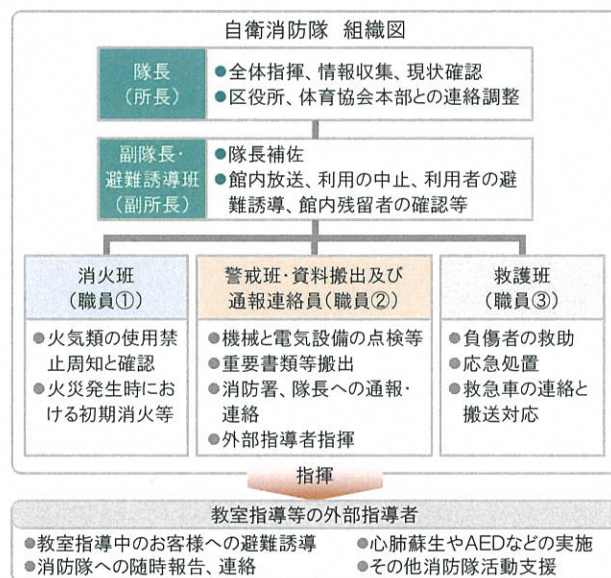 自衛消防隊 組織図
隊長
(所長)
●全体指揮、情報収集、現状確認
●区役所、体育協会本部との連絡調整
副隊長・
避難誘導班
(副所長)
●隊長補佐
●館内放送、利用の中止、利用者の避
難誘導、館内残留者の確認等
消火班
(職員①)
●火気類の使用禁
止周知と確認
●火災発生時にお
ける初期消火等
警戒班・資料搬出及び
通報連絡員(職員②)
●機械と電気設備の点検等
●重要書類等搬出
●消防署、隊長への通報・
連絡
●外部指導者指揮
救護班
(職員③)
●負傷者の救助
●応急処置
●救急車の連絡と
搬送対応
指揮
教室指導等の外部指導者
●教室指導中のお客様への避難誘導
●消防隊への随時報告、連絡
●心肺蘇生やAEDなどの実施
●その他消防隊活動支援